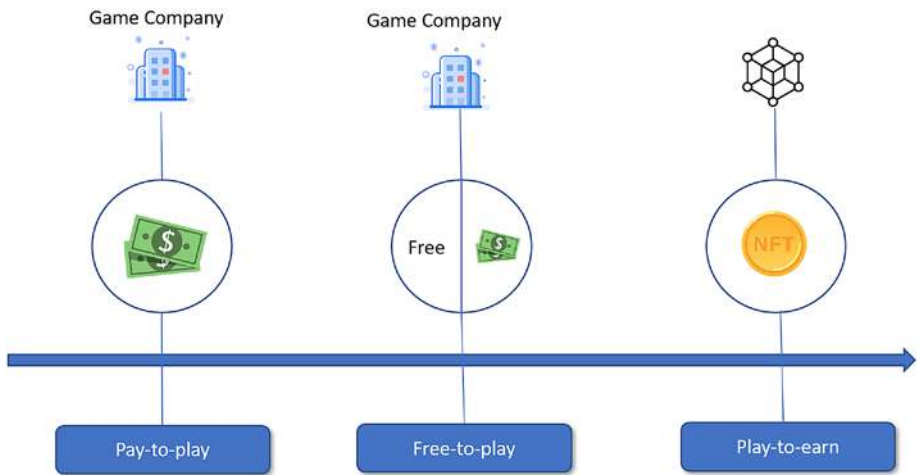 Game Company
Game Company
$
Free
$
NFT
Pay-to-play
Free-to-play
Play-to-earn